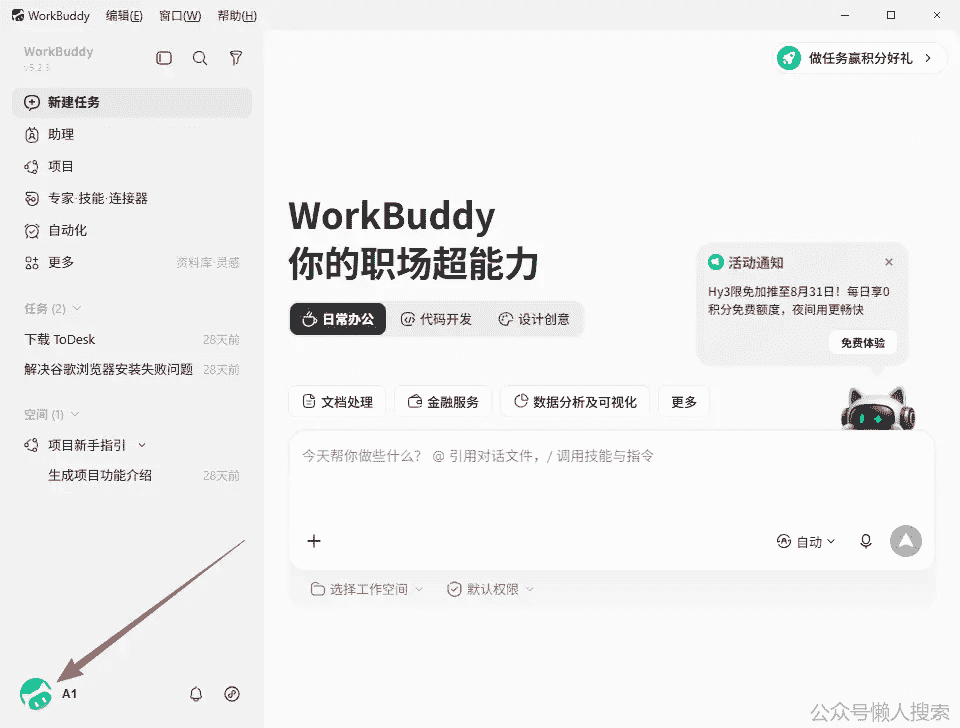 WorkBuddy 编辑(E) 窗口(W) 帮助(H)
WorkBuddy
v5.2.3
做任务赢积分好礼
新建任务
助理
项目
专家·技能·连接器
自动化
更多 资料库·灵感
任务 (2)
下载 ToDesk 28天前
解决谷歌浏览器安装失败问题 28天前
空间 (1)
项目新手指引
生成项目功能介绍 28天前
A1
WorkBuddy
你的职场超能力
日常办公 代码开发 设计创意
活动通知
Hy3限免加推至8月31日！每日享0
积分免费额度，夜间用更畅快
免费体验
文档处理 金融服务 数据分析及可视化 更多
今天帮你做些什么？ @ 引用对话文件，/ 调用技能与指令
自动
选择工作空间 默认权限
公众号懒人搜索